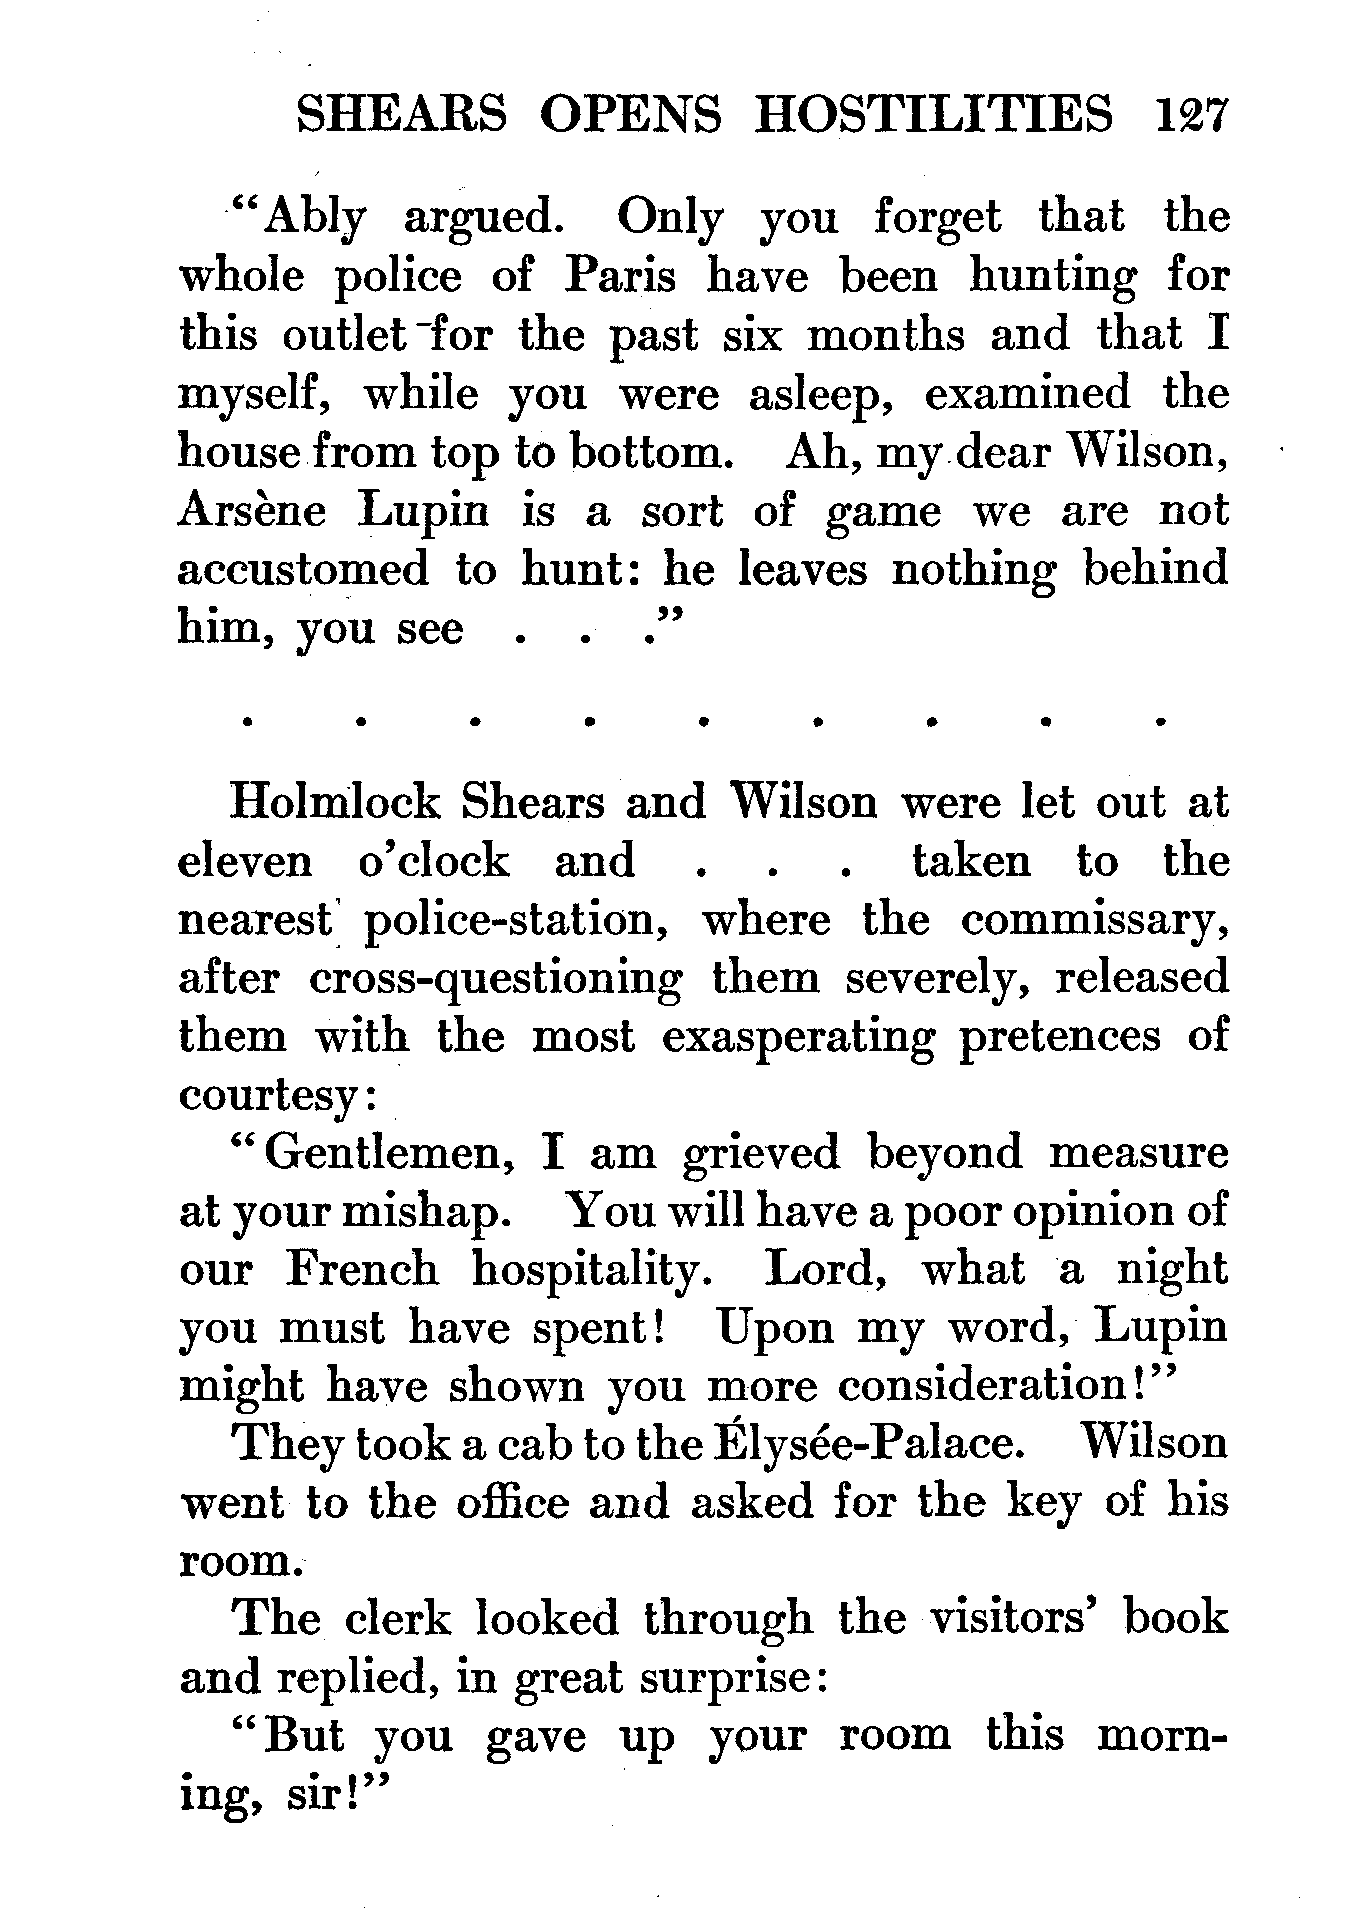 SHEARS OPENS HOSTILITIES 127
“Ably argued. Only you forget that the
whole police of Paris have been hunting for
this outlet for the past six months and that I
myself, while you were asleep, examined the
house from top to bottom. Ah, my dear Wilson,
Arsène Lupin is a sort of game we are not
accustomed to hunt: he leaves nothing behind
him, you see . . .”
. . . . . . . . .
Holmlock Shears and Wilson were let out at
eleven o’clock and . . . taken to the
nearest police-station, where the commissary,
after cross-questioning them severely, released
them with the most exasperating pretences of
courtesy:
“Gentlemen, I am grieved beyond measure
at your mishap. You will have a poor opinion of
our French hospitality. Lord, what a night
you must have spent! Upon my word, Lupin
might have shown you more consideration!”
They took a cab to the Élysée-Palace. Wilson
went to the office and asked for the key of his
room.
The clerk looked through the visitors’ book
and replied, in great surprise:
“But you gave up your room this morn-
ing, sir!”